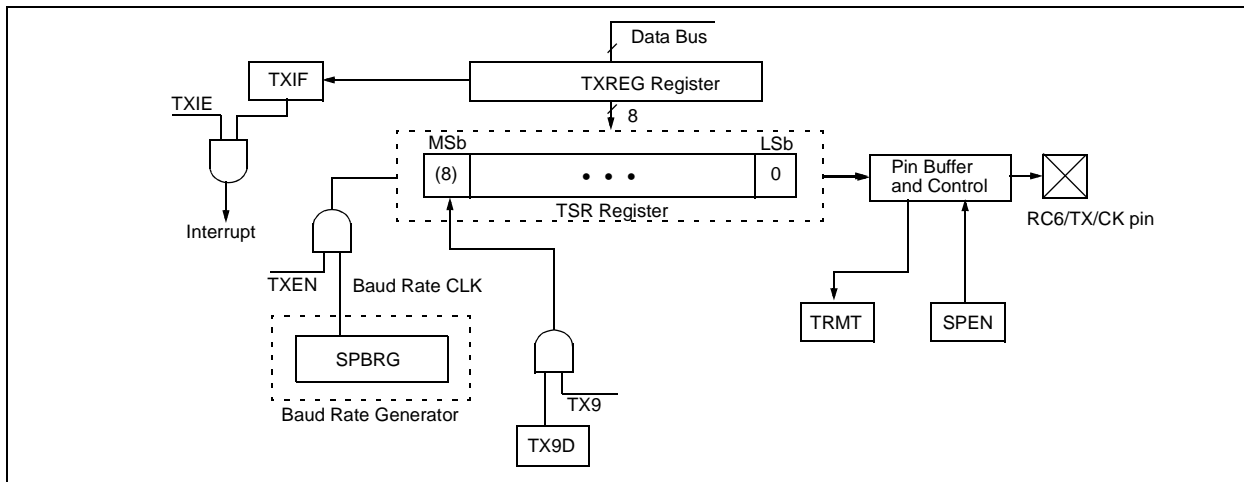 Data Bus
TXIF
TXREG Register
TXIE
8
MSb
LSb
(8)
• • •
0
TSR Register
Pin Buffer
and Control
RC6/TX/CK pin
Interrupt
TXEN
Baud Rate CLK
TRMT
SPEN
SPBRG
TX9
Baud Rate Generator
TX9D